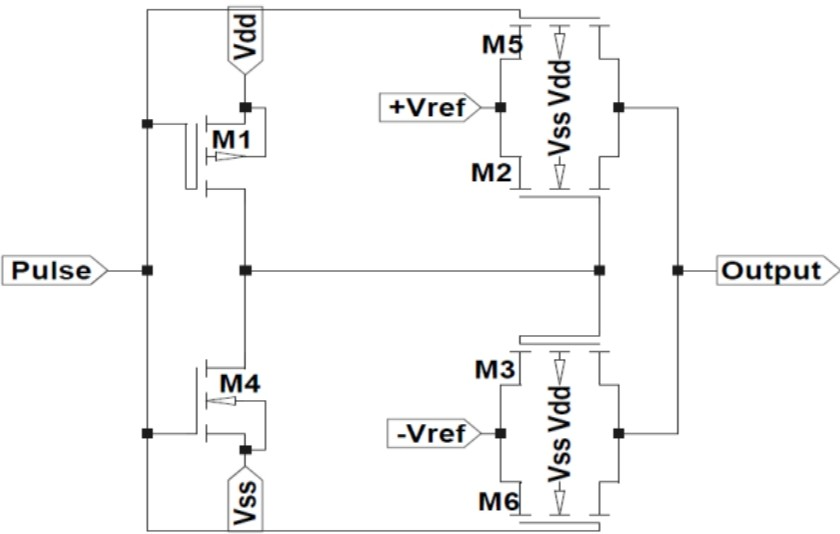 Vdd
M5
+Vref
Vss Vdd
M1
M2
Pulse
Output
M3
M4
-Vref
Vss Vdd
Vss
M6